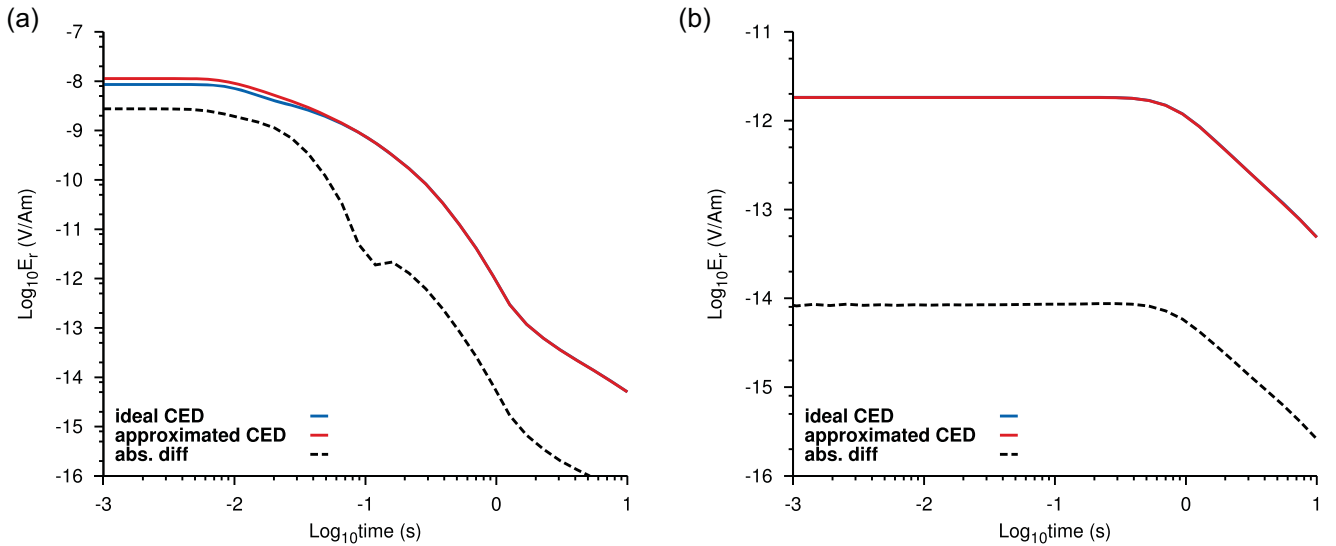 (a)
-7
-8
-9
-10
-11
-12
-13
-14
-15
-16
Log10Er (V/Am)
ideal CED
approximated CED
abs. diff
-3 -2 -1 0 1
Log10time (s)
(b)
-11
-12
-13
-14
-15
-16
Log10Er (V/Am)
ideal CED
approximated CED
abs. diff
-3 -2 -1 0 1
Log10time (s)